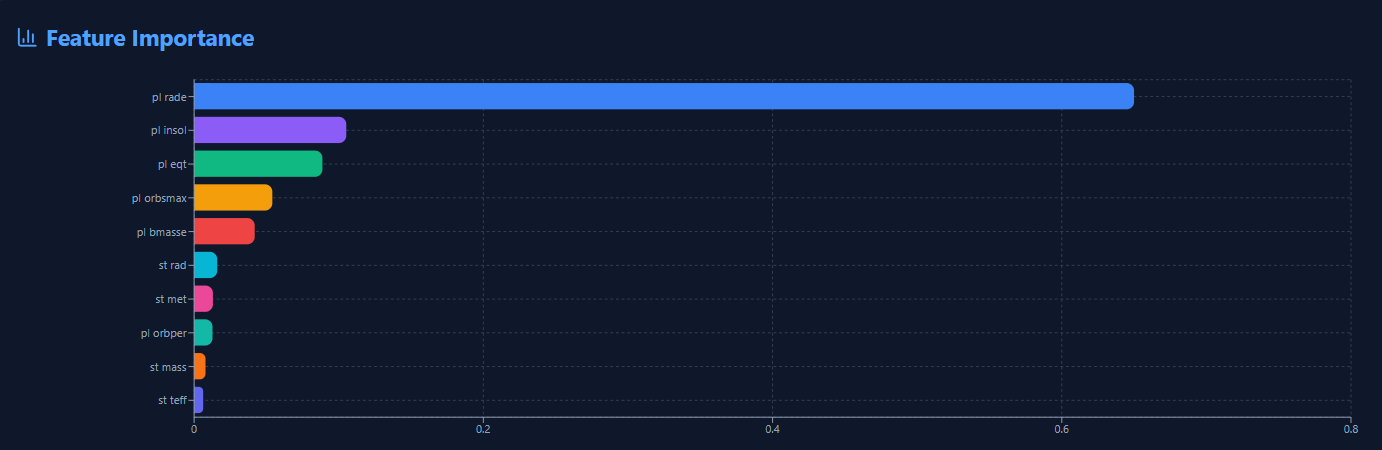 Feature Importance
pl rade
pl insol
pl eqt
pl orbsmax
pl bmasse
st rad
st met
pl orbper
st mass
st teff
0 0.2 0.4 0.6 0.8